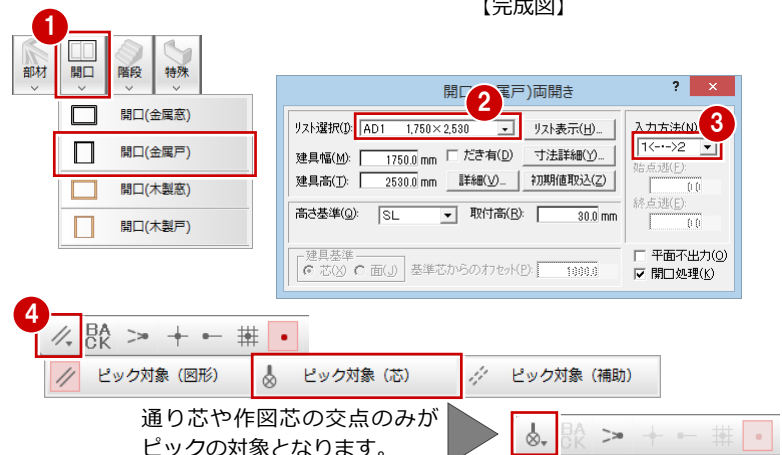 【完成図】
1
部材 開口 階段 特殊
開口(金属窓)
開口(金属戸)
開口(木製窓)
開口(木製戸)
属戸)両開き ? ×
2
3
リスト選択(I): AD1 1,750×2,530 リスト表示(H)... 入力方法(N)
建具幅(M): 1750.0 mm だき有(D) 寸法詳細(Y)... 1<-->2
建具高(T): 2530.0 mm 詳細(V)... 初期値取込(Z) 始点逃(F):
0.0
終点逃(E):
高さ基準(Q): SL 取付高(R): 30.0 mm 0.0
建具基準
芯(X) 面(J) 基準芯からのオフセット(P): 1000.0
平面不出力(O)
開口処理(K)
4
BACK
ピック対象(図形) ピック対象(芯) ピック対象(補助)
通り芯や作図芯の交点のみが
ピックの対象となります。
BACK